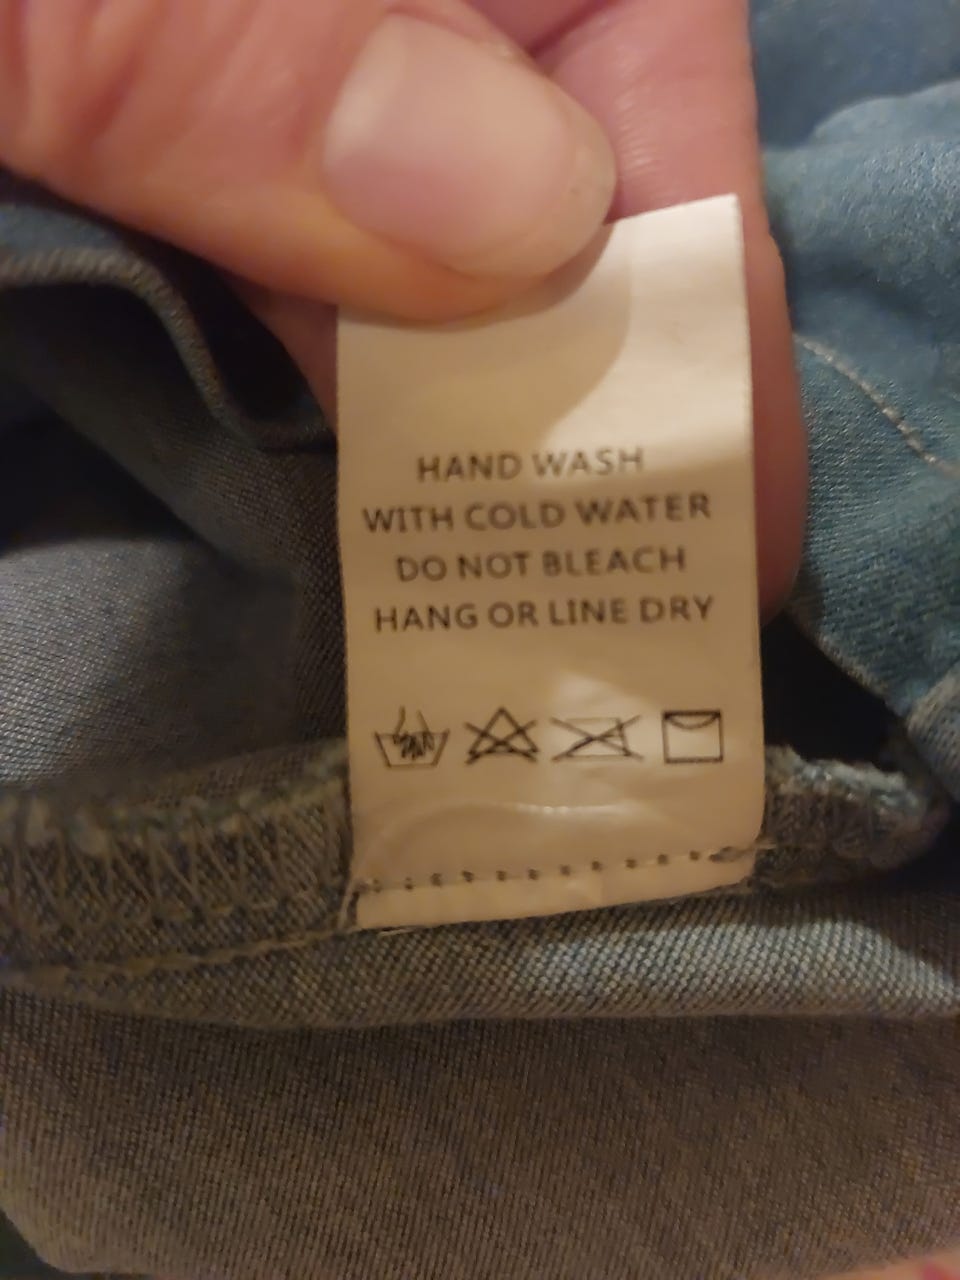 HAND WASH
WITH COLD WATER
DO NOT BLEACH
HANG OR LINE DRY